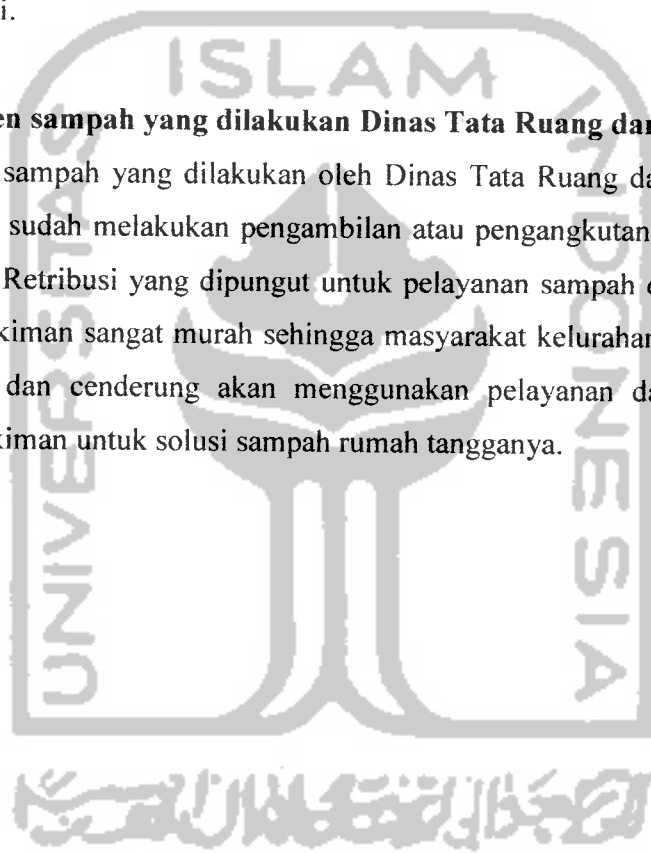 i.
ISLAM
en sampah yang dilakukan Dinas Tata Ruang dan
sampah yang dilakukan oleh Dinas Tata Ruang da
sudah melakukan pengambilan atau pengangkutan
Retribusi yang dipungut untuk pelayanan sampah
kiman sangat murah sehingga masyarakat kelurahan
dan cenderung akan menggunakan pelayanan da
kiman untuk solusi sampah rumah tangganya.
UNIVERSITAS
INDONESIA